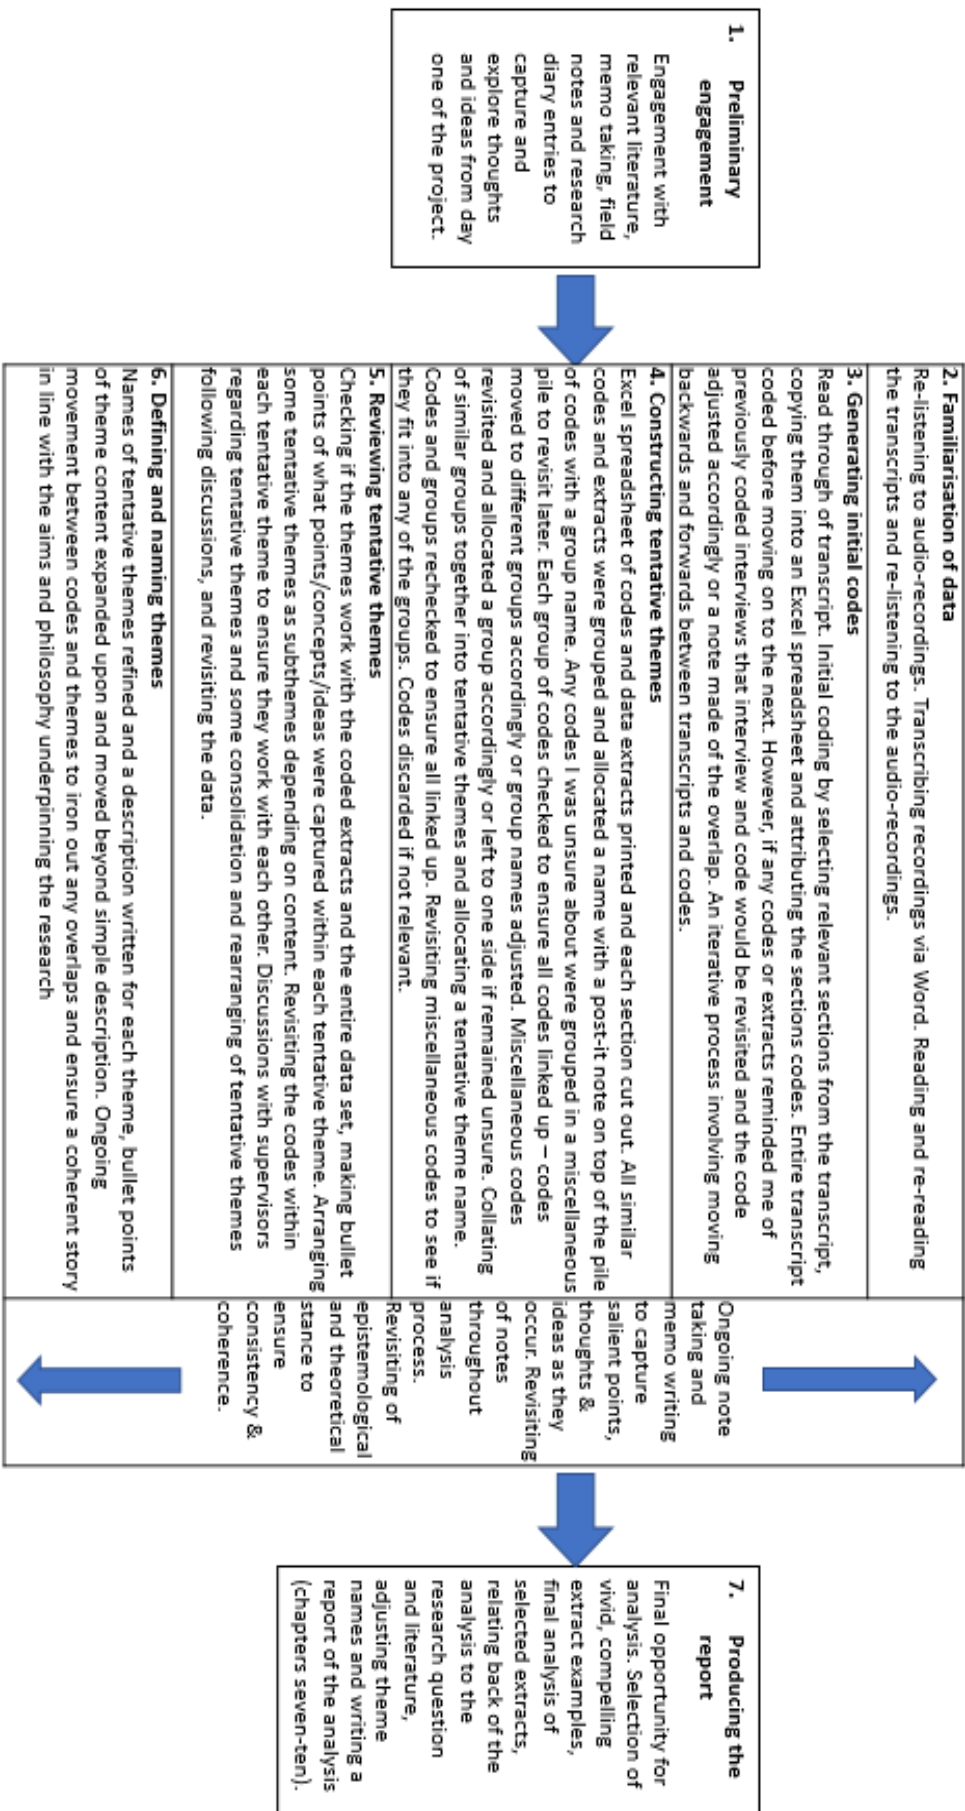 1. Preliminary
engagement
Engagement with
relevant literature,
memo taking, field
notes and research
diary entries to
capture and
explore thoughts
and ideas from day
one of the project.
2. Familiarisation of data
Re-listening to audio-recordings. Transcribing recordings via Word. Reading and re-reading
the transcripts and re-listening to the audio-recordings.
3. Generating initial codes
Read through of transcript. Initial coding by selecting relevant sections from the transcript,
copying them into an Excel spreadsheet and attributing the sections codes. Entire transcript
coded before moving on to the next. However, if any codes or extracts reminded me of
previously coded interviews that interview and code would be revisited and the code
adjusted accordingly or a note made of the overlap. An iterative process involving moving
backwards and forwards between transcripts and codes.
4. Constructing tentative themes
Excel spreadsheet of codes and data extracts printed and each section cut out. All similar
codes and extracts were grouped and allocated a name with a post-it note on top of the pile
of codes with a group name. Any codes I was unsure about were grouped in a miscellaneous
pile to revisit later. Each group of codes checked to ensure all codes linked up – codes
moved to different groups accordingly or group names adjusted. Miscellaneous codes
revisited and allocated a group accordingly or left to one side if remained unsure. Collating
of similar groups together into tentative themes and allocating a tentative theme name.
Codes and groups rechecked to ensure all linked up. Revisiting miscellaneous codes to see if
they fit into any of the groups. Codes discarded if not relevant.
5. Reviewing tentative themes
Checking if the themes work with the coded extracts and the entire data set, making bullet
points of what points/concepts/ideas were captured within each tentative theme. Arranging
some tentative themes as subthemes depending on content. Revisiting the codes within
each tentative theme to ensure they work with each other. Discussions with supervisors
regarding tentative themes and some consolidation and rearranging of tentative themes
following discussions, and revisiting the data.
6. Defining and naming themes
Names of tentative themes refined and a description written for each theme, bullet points
of theme content expanded upon and moved beyond simple description. Ongoing
movement between codes and themes to iron out any overlaps and ensure a coherent story
in line with the aims and philosophy underpinning the research
Ongoing note
taking and
memo writing
to capture
salient points,
thoughts &
ideas as they
occur. Revisiting
of notes
throughout
analysis
process.
Revisiting of
epistemological
and theoretical
stance to
ensure
consistency &
coherence.
7. Producing the
report
Final opportunity for
analysis. Selection of
vivid, compelling
extract examples,
final analysis of
selected extracts,
relating back of the
analysis to the
research question
and literature,
adjusting theme
names and writing a
report of the analysis
(chapters seven-ten).